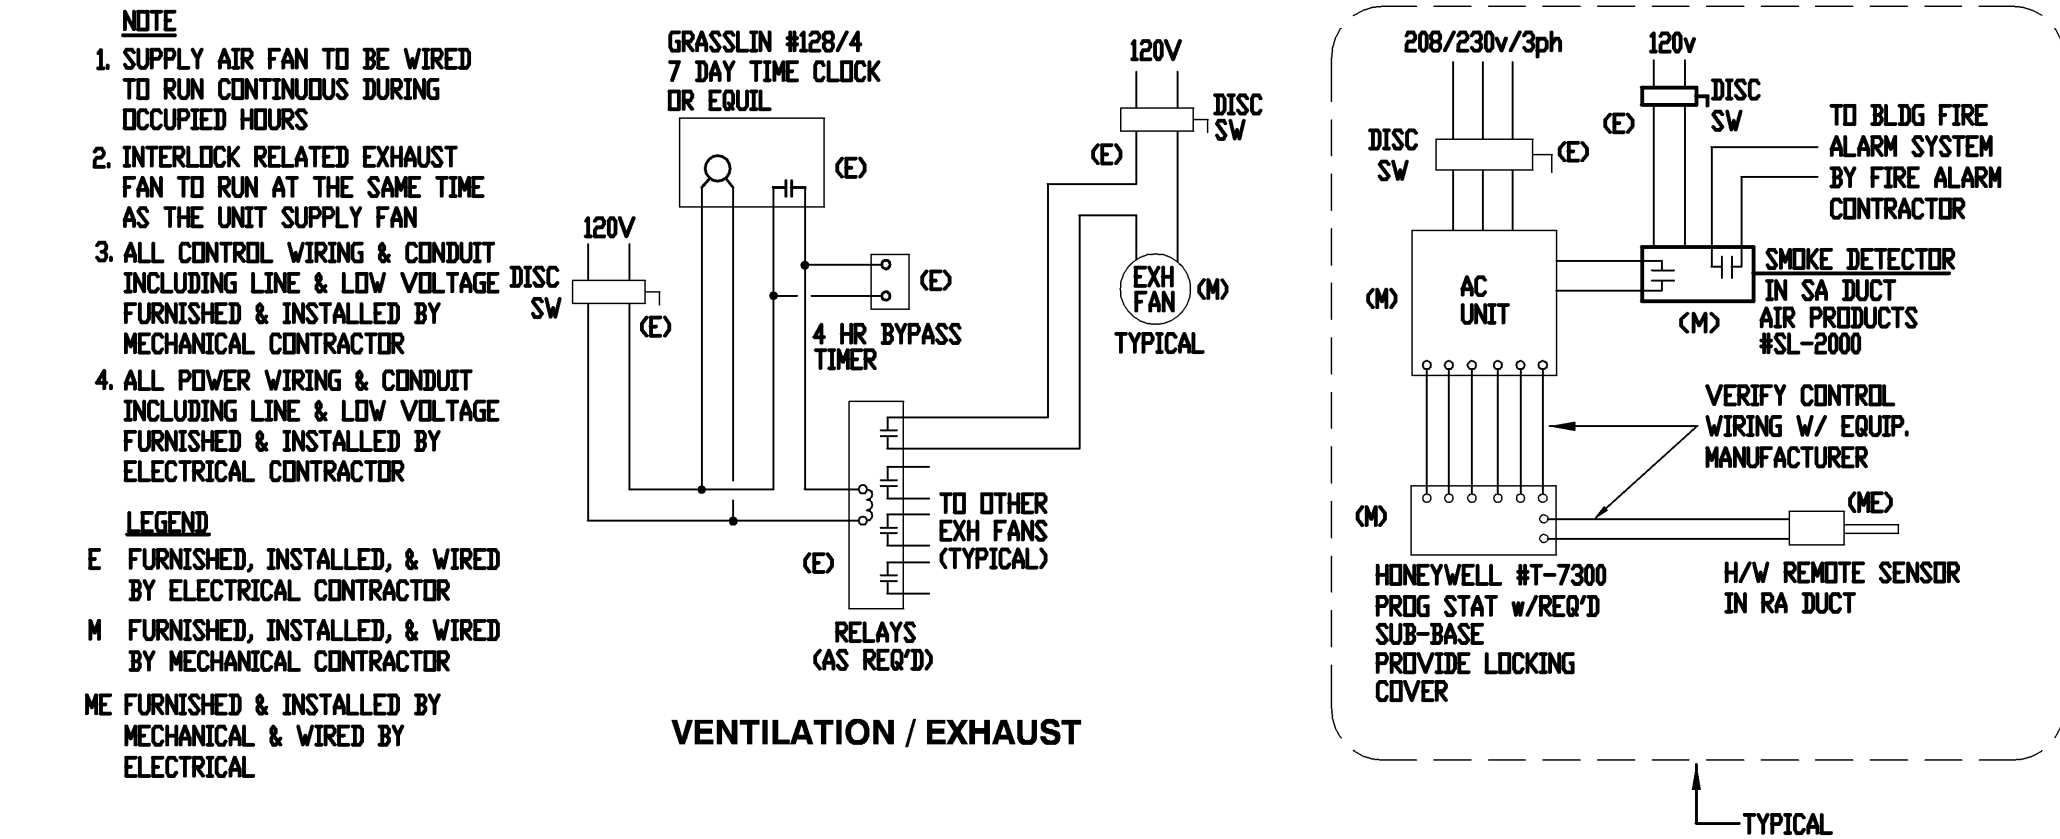 NOTE
1. SUPPLY AIR FAN TO BE WIRED
TO RUN CONTINUOUS DURING
OCCUPIED HOURS
2. INTERLOCK RELATED EXHAUST
FAN TO RUN AT THE SAME TIME
AS THE UNIT SUPPLY FAN
3. ALL CONTROL WIRING & CONDUIT
INCLUDING LINE & LOW VOLTAGE
FURNISHED & INSTALLED BY
MECHANICAL CONTRACTOR
4. ALL POWER WIRING & CONDUIT
INCLUDING LINE & LOW VOLTAGE
FURNISHED & INSTALLED BY
ELECTRICAL CONTRACTOR
LEGEND
E FURNISHED, INSTALLED, & WIRED
BY ELECTRICAL CONTRACTOR
M FURNISHED, INSTALLED, & WIRED
BY MECHANICAL CONTRACTOR
ME FURNISHED & INSTALLED BY
MECHANICAL & WIRED BY
ELECTRICAL
GRASSLIN #128/4
7 DAY TIME CLOCK
OR EQUIL
(E)
120V
DISC
SW
(E)
(E)
4 HR BYPASS
TIMER
120V
DISC
SW
(E)
EXH
FAN
(M)
TYPICAL
TO OTHER
EXH FANS
(TYPICAL)
(E)
RELAYS
(AS REQ'D)
VENTILATION / EXHAUST
208/230v/3ph
DISC
SW
(E)
120v
DISC
SW
(E)
TO BLDG FIRE
ALARM SYSTEM
BY FIRE ALARM
CONTRACTOR
AC
UNIT
(M)
SMOKE DETECTOR
IN SA DUCT
AIR PRODUCTS
#SL-2000
(M)
VERIFY CONTROL
WIRING W/ EQUIP.
MANUFACTURER
(M)
(ME)
HONEYWELL #T-7300
PROG STAT w/REQ'D
SUB-BASE
PROVIDE LOCKING
COVER
H/W REMOTE SENSOR
IN RA DUCT
TYPICAL